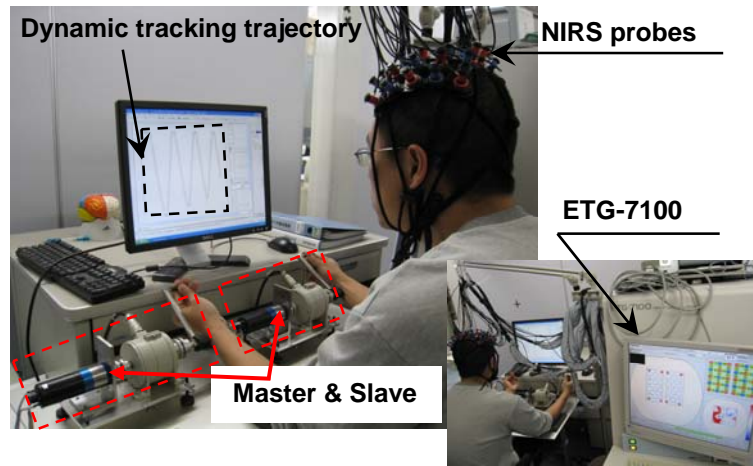 Dynamic tracking trajectory
NIRS probes
ETG-7100
Master & Slave